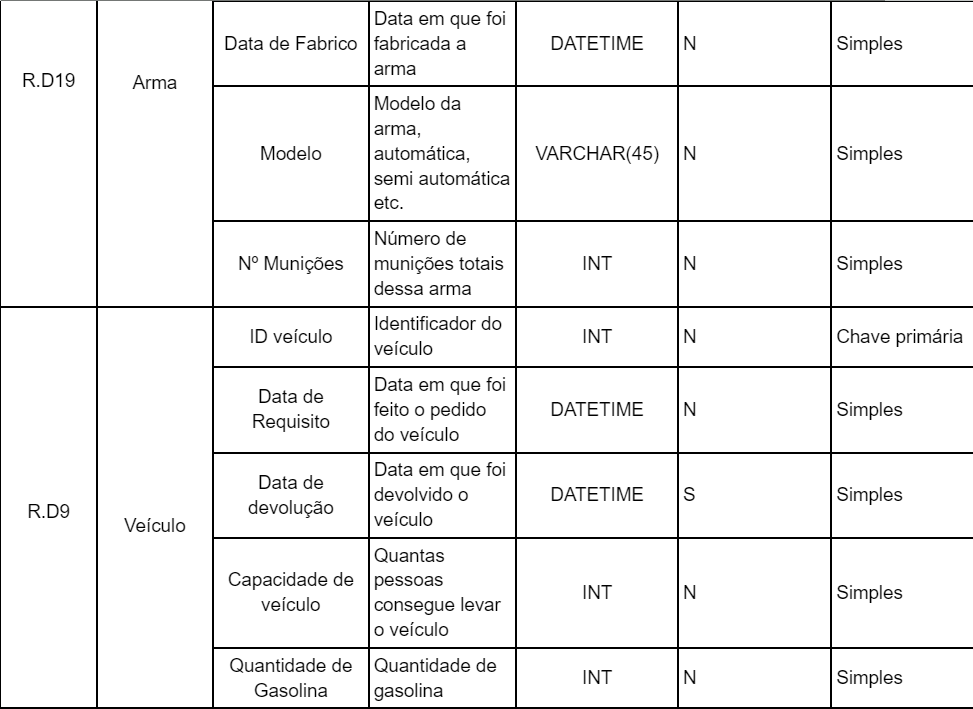 R.D19
Arma
Data de Fabrico
Data em que foi
fabricada a
arma
DATETIME
N
Simples
Modelo
Modelo da
arma,
automática,
semi automática
etc.
VARCHAR(45)
N
Simples
Nº Munições
Número de
munições totais
dessa arma
INT
N
Simples
R.D9
Veículo
ID veículo
Identificador do
veículo
INT
N
Chave primária
Data de
Requisito
Data em que foi
feito o pedido
do veículo
DATETIME
N
Simples
Data de
devolução
Data em que foi
devolvido o
veículo
DATETIME
S
Simples
Capacidade de
veículo
Quantas
pessoas
consegue levar
o veículo
INT
N
Simples
Quantidade de
Gasolina
Quantidade de
gasolina
INT
N
Simples